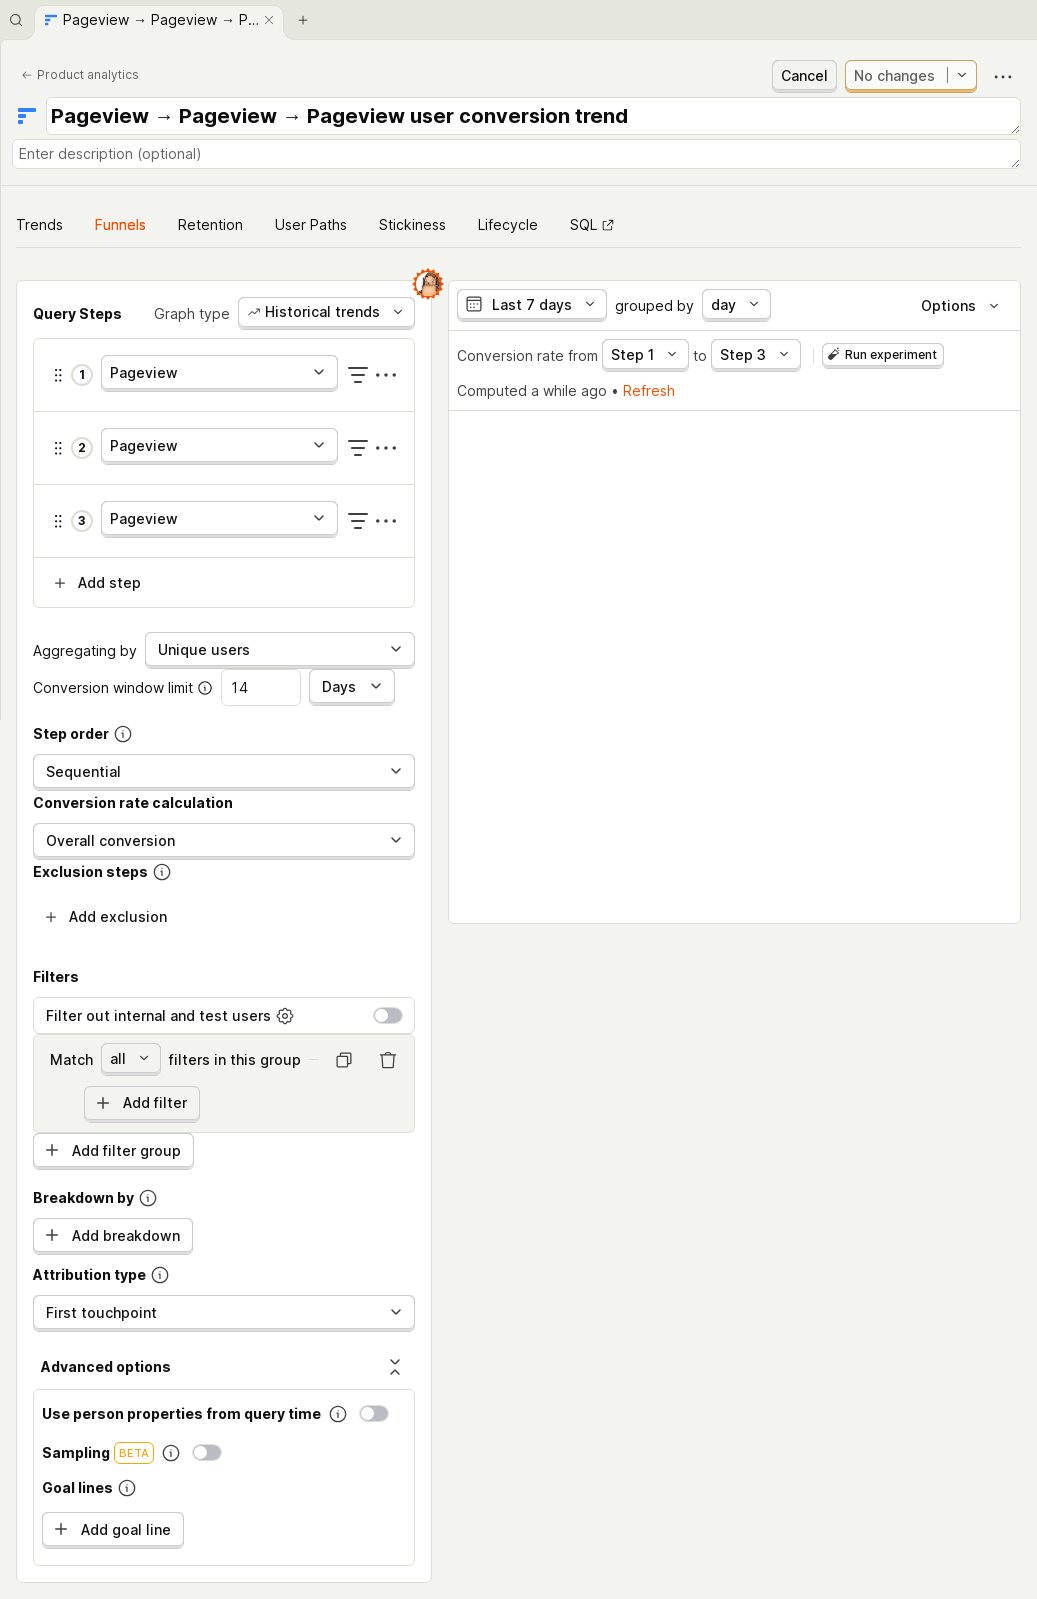 Pageview → Pageview → P...
← Product analytics
Cancel
No changes
Pageview → Pageview → Pageview user conversion trend
Enter description (optional)
Trends
Funnels
Retention
User Paths
Stickiness
Lifecycle
SQL
Query Steps
Graph type
Historical trends
1
Pageview
2
Pageview
3
Pageview
Add step
Aggregating by
Unique users
Conversion window limit
14
Days
Step order
Sequential
Conversion rate calculation
Overall conversion
Exclusion steps
Add exclusion
Filters
Filter out internal and test users
Match
all
filters in this group
Add filter
Add filter group
Breakdown by
Add breakdown
Attribution type
First touchpoint
Advanced options
Use person properties from query time
Sampling
BETA
Goal lines
Add goal line
Last 7 days
grouped by
day
Options
Conversion rate from
Step 1
to
Step 3
Run experiment
Computed a while ago • Refresh